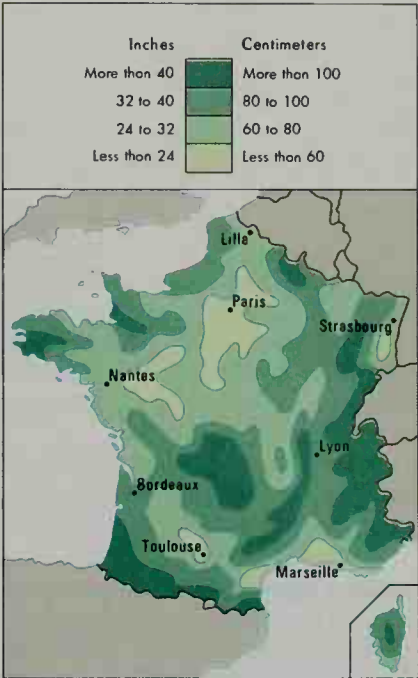 Inches Centimeters
More than 40 More than 100
32 to 40 80 to 100
24 to 32 60 to 80
Less than 24 Less than 60
Lille
Paris
Strasbourg
Nantes
Lyon
Bordeaux
Toulouse
Marseille